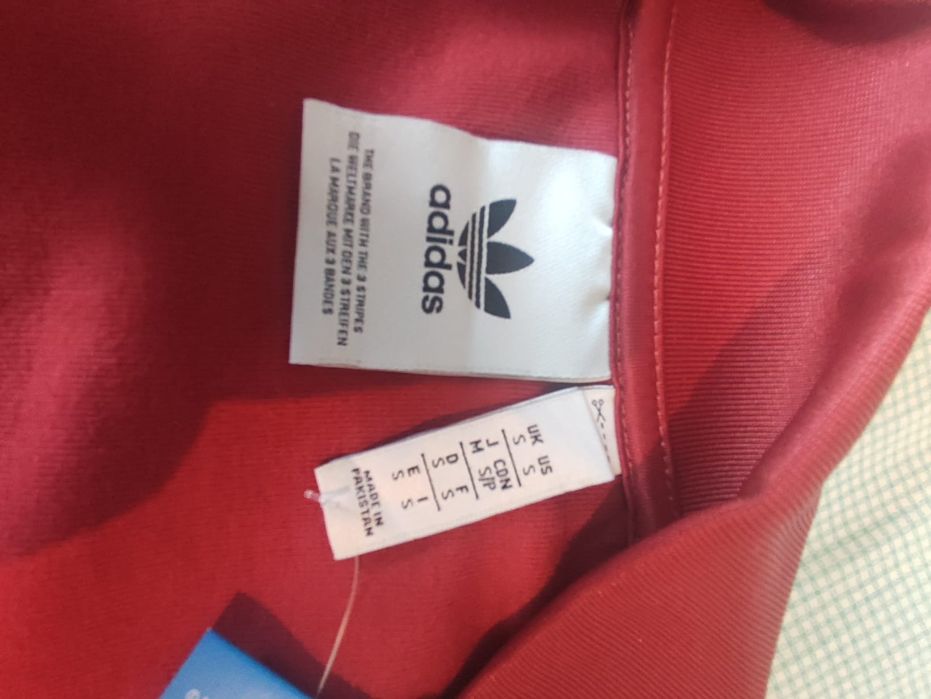 adidas
THE BRAND WITH THE 3 STRIPES
DIE WELTMARKE MIT DEN 3 STREIFEN
LA MARQUE AUX 3 BANDES
UK US
S S
J CDN
M S/P
D F
S S
E I
S S
MADE IN
PAKISTAN